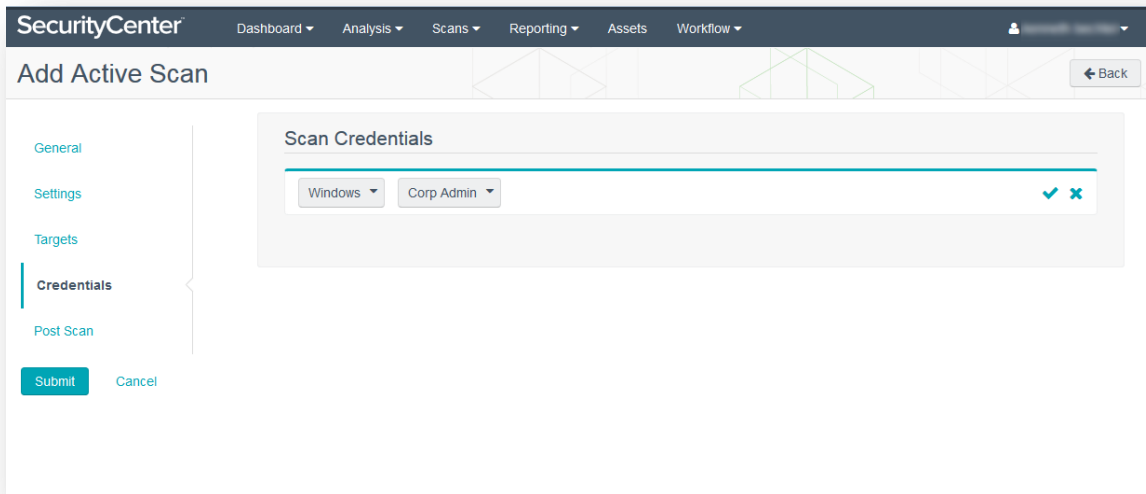 SecurityCenter Dashboard Analysis Scans Reporting Assets Workflow
Add Active Scan Back
General
Settings
Targets
Credentials
Post Scan
Submit Cancel
Scan Credentials
Windows Corp Admin